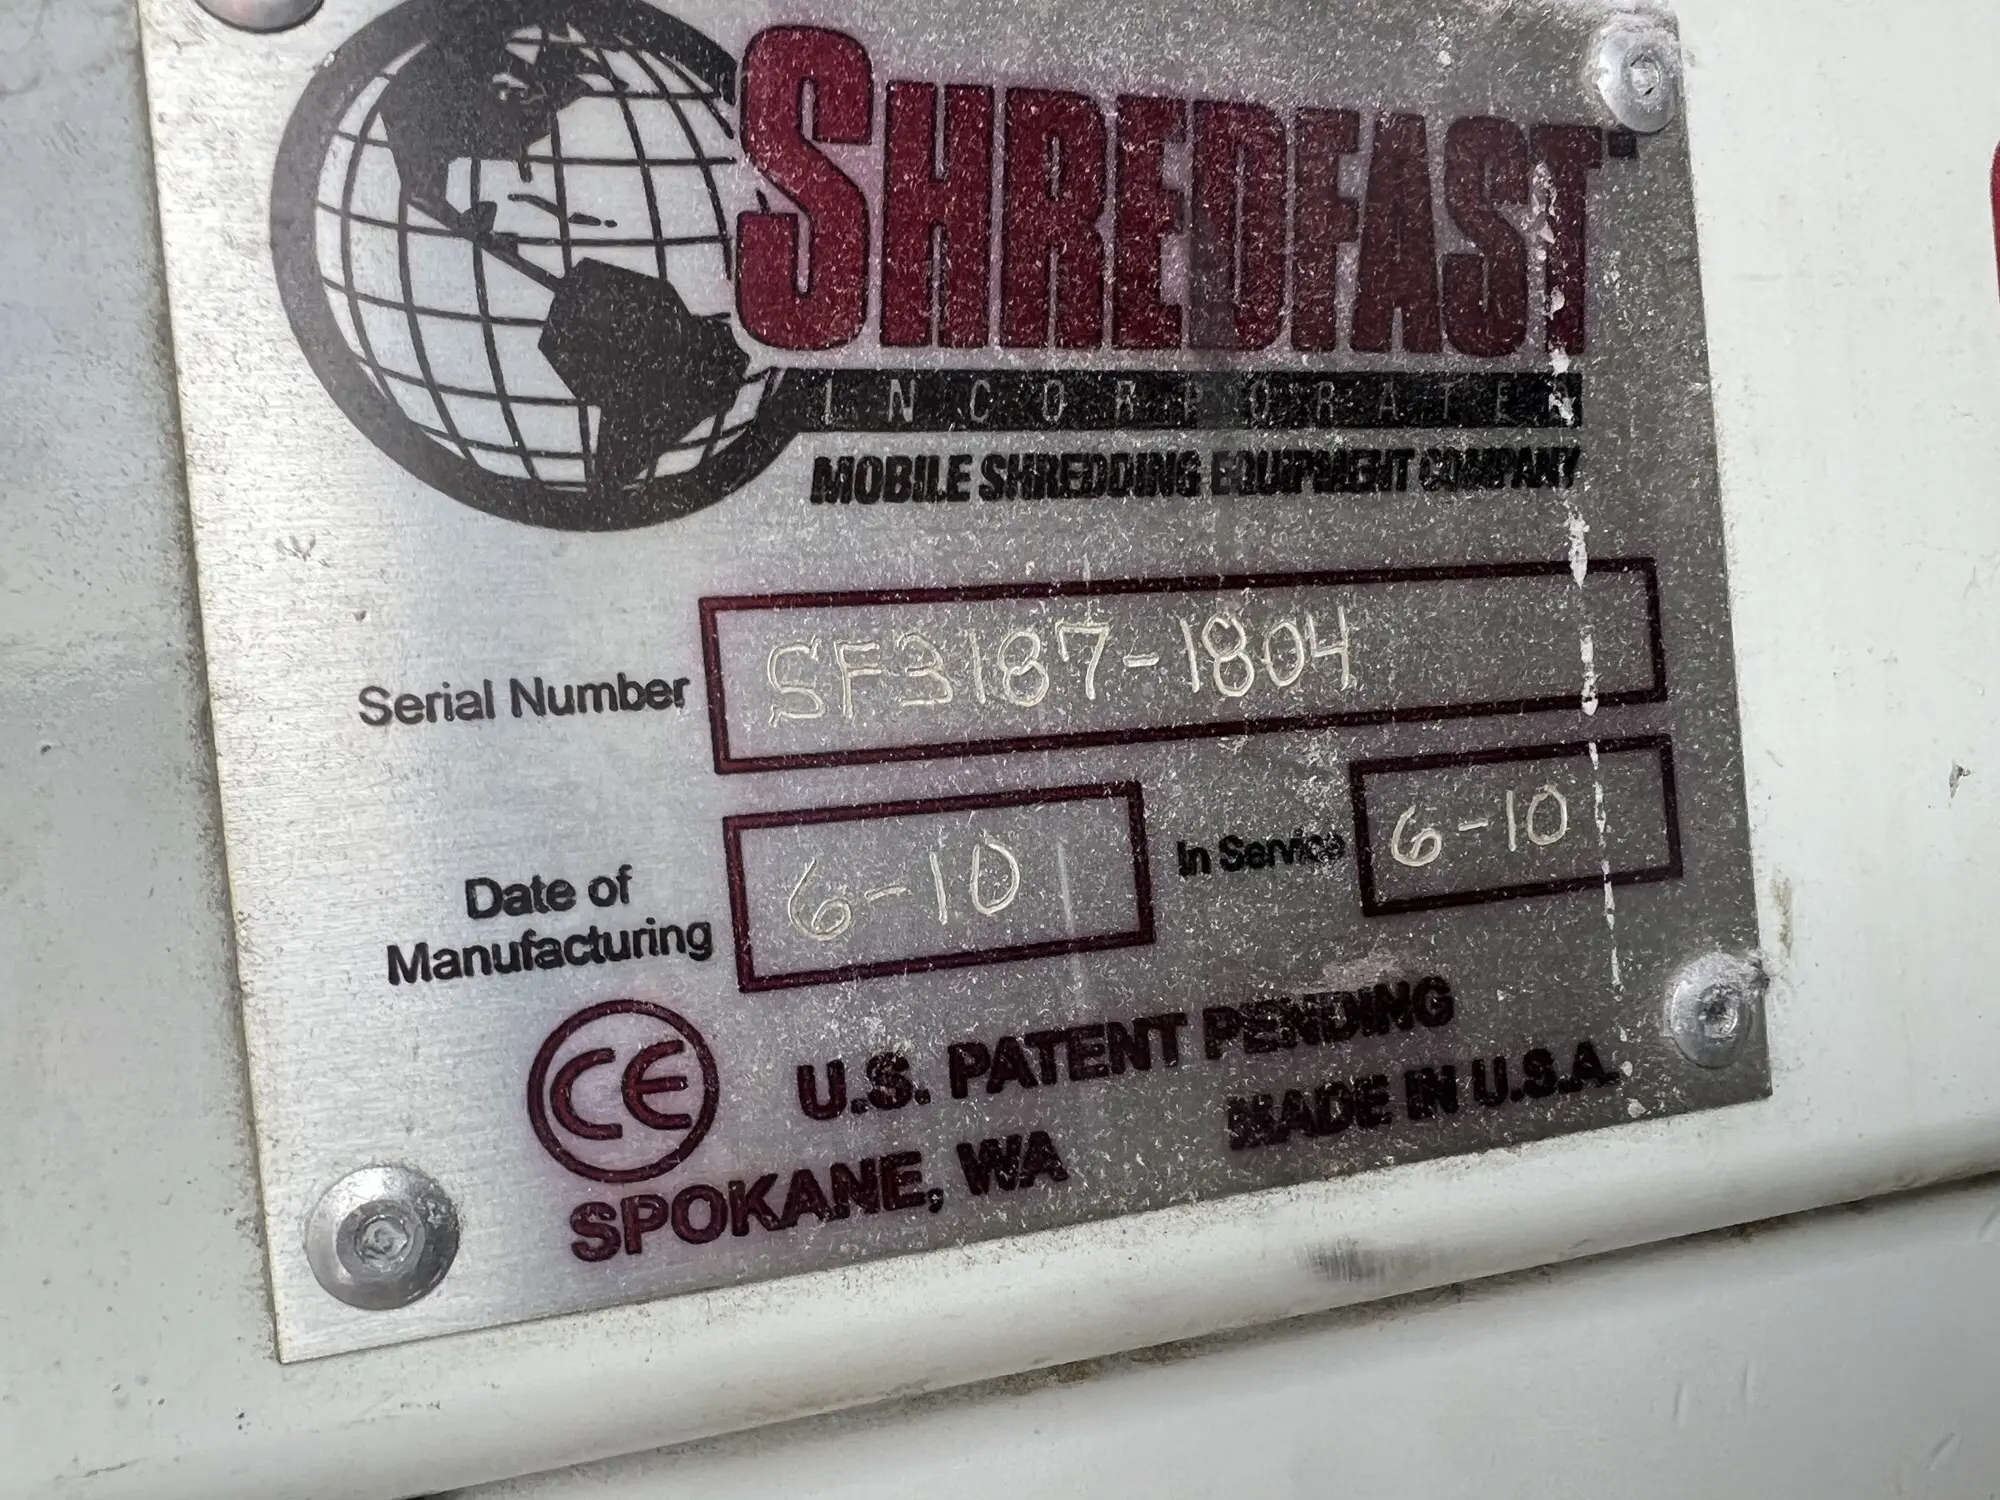 SHREDFAST™
INCORPORATED
MOBILE SHREDDING EQUIPMENT COMPANY
Serial Number SF3187-1804
Date of Manufacturing 6-10 In Service 6-10
CE U.S. PATENT PENDING
SPOKANE, WA MADE IN U.S.A.